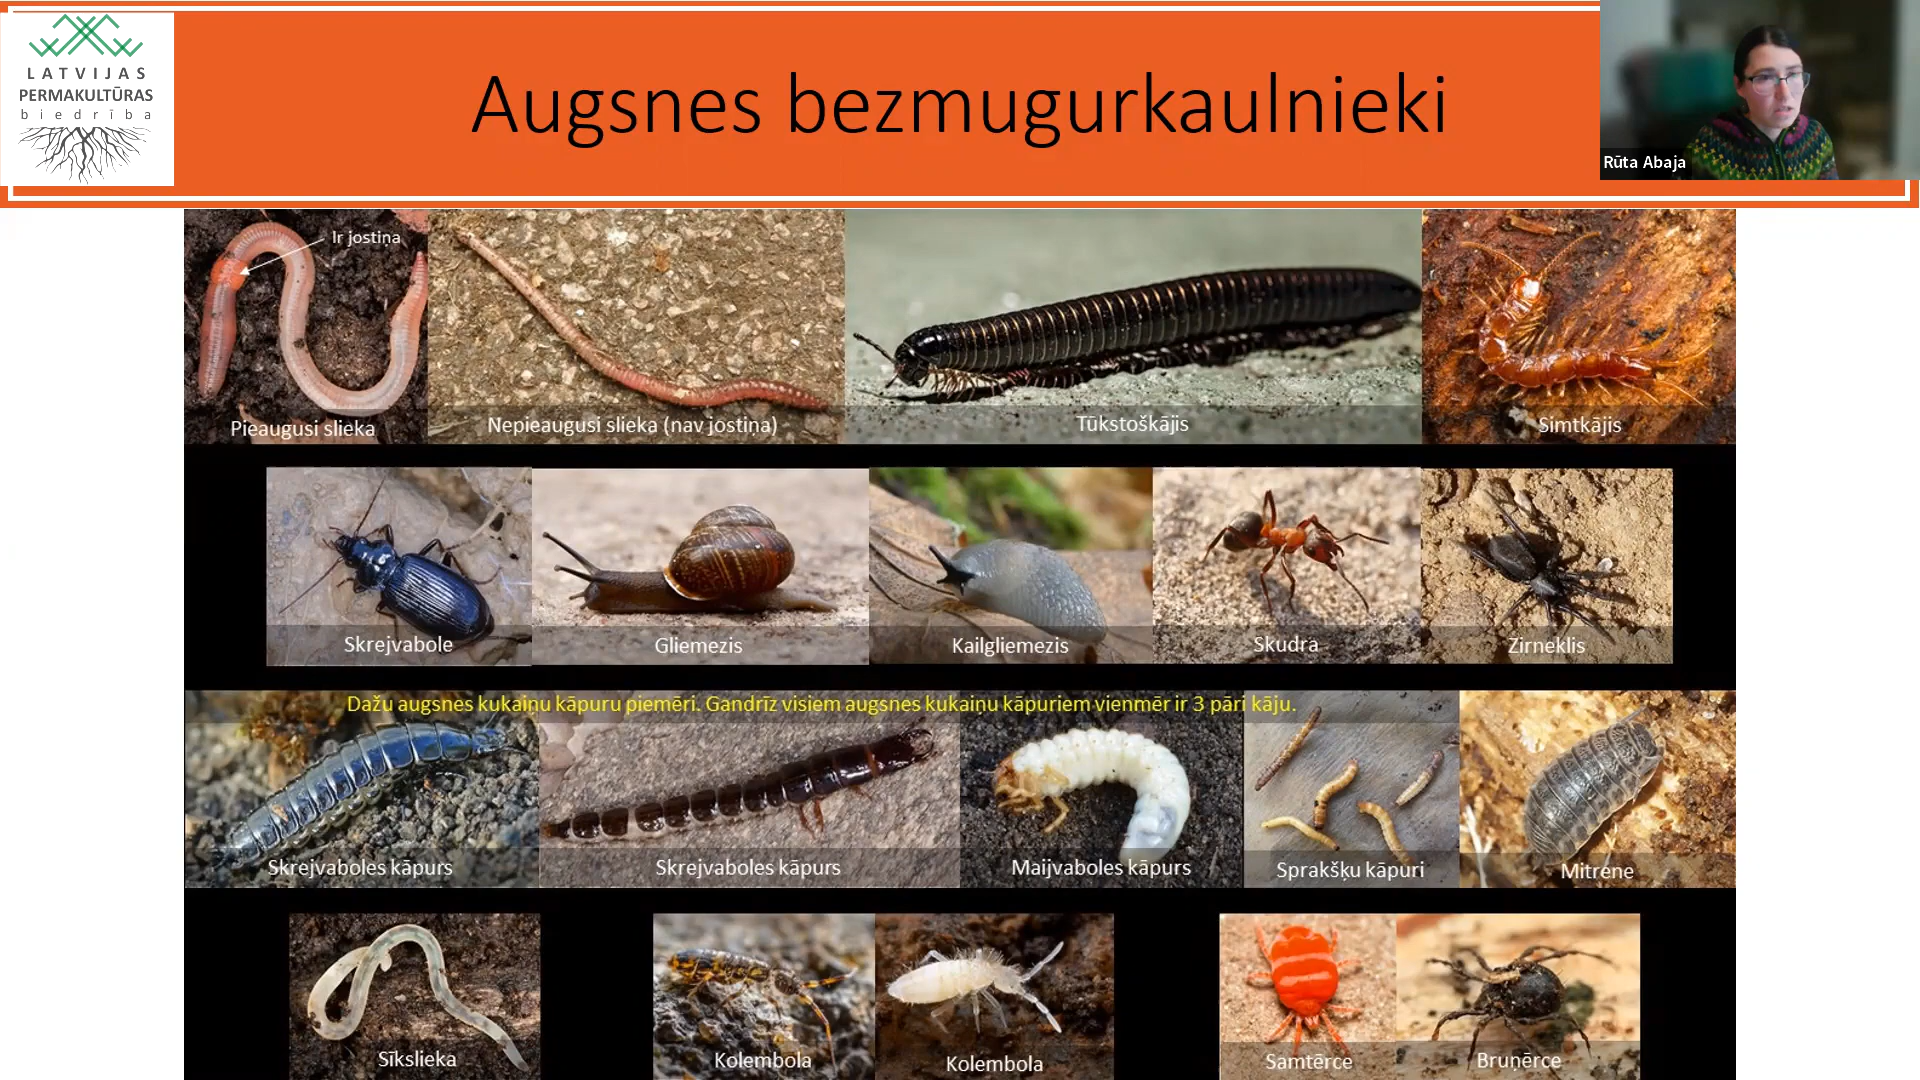 LATVIJAS
PERMAKULTŪRAS
biedrība
Augsnes bezmugurkaulnieki
Rūta Abaja
Ir jostiņa
Pieaugusi slieka
Nepieaugusi slieka (nav jostiņa)
Tūkstoškājis
Simtkājis
Skrejvabole
Gliemezis
Kailgliemezis
Skudra
Zirneklis
Dažu augsnes kukaiņu kāpuru piemēri. Gandrīz visiem augsnes kukaiņu kāpuriem vienmēr ir 3 pāri kāju.
Skrejvaboles kāpurs
Skrejvaboles kāpurs
Maijvaboles kāpurs
Sprakšķu kāpuri
Mitrene
Sīkslieka
Kolembola
Kolembola
Samtērce
Bruņērce